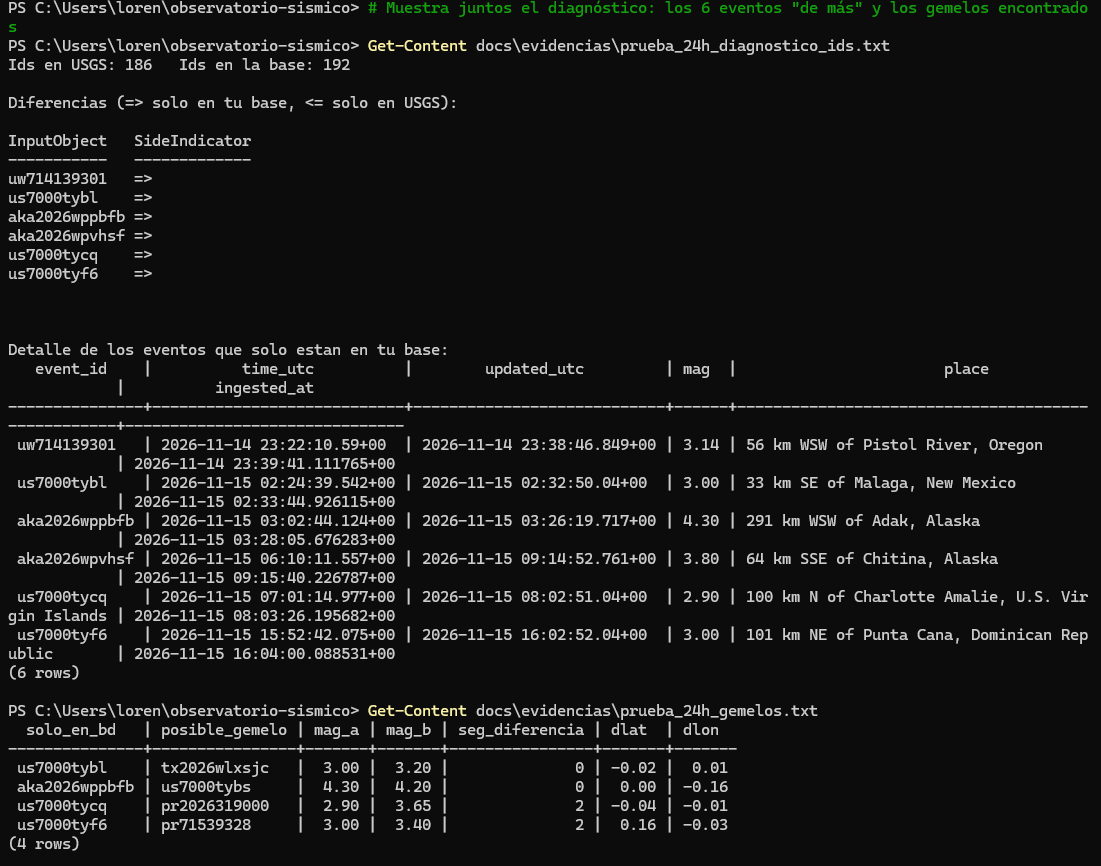 PS C:\Users\loren\observatorio-sismico> # Muestra juntos el diagnóstico: los 6 eventos "de más" y los gemelos encontrado
s
PS C:\Users\loren\observatorio-sismico> Get-Content docs\evidencias\prueba_24h_diagnostico_ids.txt
Ids en USGS: 186   Ids en la base: 192
Diferencias (=> solo en tu base, <= solo en USGS):
InputObject   SideIndicator
-----------   -------------
uw714139301   =>
us7000tybl    =>
aka2026wppbfb =>
aka2026wpvhsf =>
us7000tycq    =>
us7000tyf6    =>
Detalle de los eventos que solo estan en tu base:
   event_id    |          time_utc          |        updated_utc         | mag  |                       place
            |          ingested_at
---------------+----------------------------+----------------------------+------+---------------------------------------
------------+-------------------------------
 uw714139301   | 2026-11-14 23:22:10.59+00  | 2026-11-14 23:38:46.849+00 | 3.14 | 56 km WSW of Pistol River, Oregon
            | 2026-11-14 23:39:41.111765+00
 us7000tybl    | 2026-11-15 02:24:39.542+00 | 2026-11-15 02:32:50.04+00  | 3.00 | 33 km SE of Malaga, New Mexico
            | 2026-11-15 02:33:44.926115+00
 aka2026wppbfb | 2026-11-15 03:02:44.124+00 | 2026-11-15 03:26:19.717+00 | 4.30 | 291 km WSW of Adak, Alaska
            | 2026-11-15 03:28:05.676283+00
 aka2026wpvhsf | 2026-11-15 06:10:11.557+00 | 2026-11-15 09:14:52.761+00 | 3.80 | 64 km SSE of Chitina, Alaska
            | 2026-11-15 09:15:40.226787+00
 us7000tycq    | 2026-11-15 07:01:14.977+00 | 2026-11-15 08:02:51.04+00  | 2.90 | 100 km N of Charlotte Amalie, U.S. Vir
gin Islands | 2026-11-15 08:03:26.195682+00
 us7000tyf6    | 2026-11-15 15:52:42.075+00 | 2026-11-15 16:02:52.04+00  | 3.00 | 101 km NE of Punta Cana, Dominican Rep
ublic       | 2026-11-15 16:04:00.088531+00
(6 rows)
PS C:\Users\loren\observatorio-sismico> Get-Content docs\evidencias\prueba_24h_gemelos.txt
  solo_en_bd   | posible_gemelo | mag_a | mag_b | seg_diferencia | dlat  | dlon
---------------+----------------+-------+-------+----------------+-------+-------
 us7000tybl    | tx2026wlxsjc   |  3.00 |  3.20 |              0 | -0.02 |  0.01
 aka2026wppbfb | us7000tybs     |  4.30 |  4.20 |              0 |  0.00 | -0.16
 us7000tycq    | pr2026319000   |  2.90 |  3.65 |              2 | -0.04 | -0.01
 us7000tyf6    | pr71539328     |  3.00 |  3.40 |              2 |  0.16 | -0.03
(4 rows)